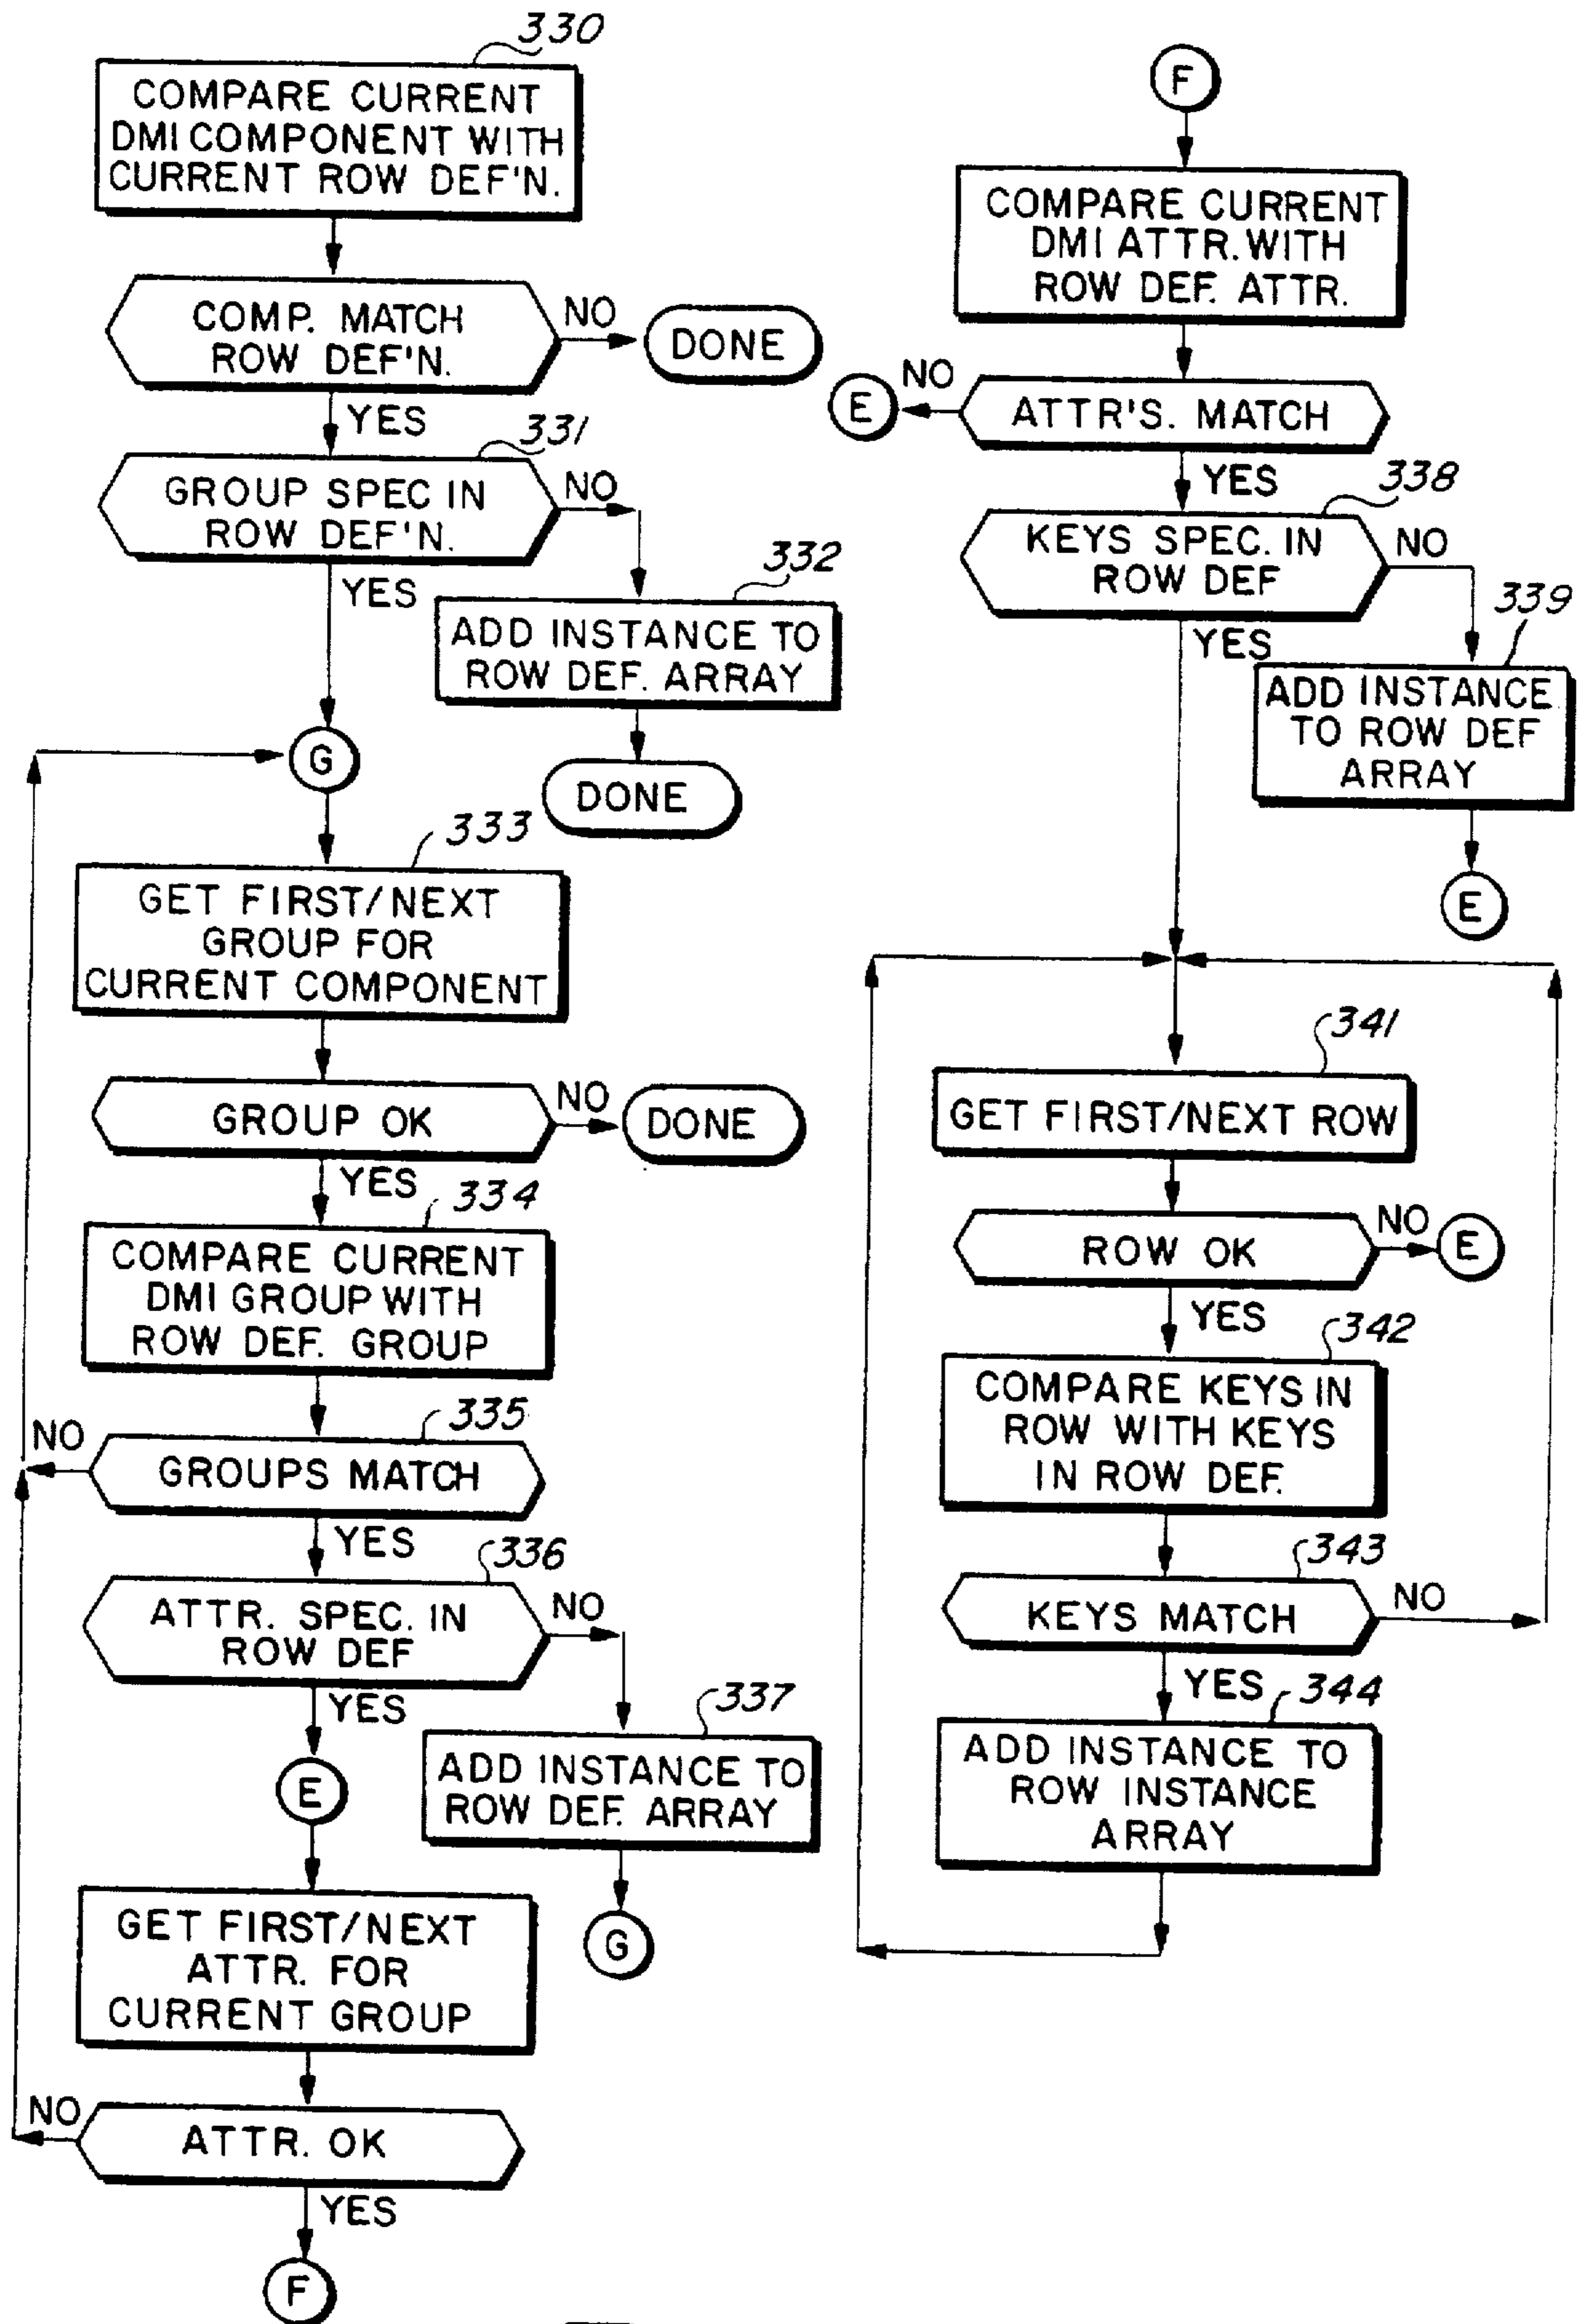 330
COMPARE CURRENT
DMI COMPONENT WITH
CURRENT ROW DEF'N.
COMP. MATCH
ROW DEF'N.
NO
DONE
YES
331
GROUP SPEC IN
ROW DEF'N.
NO
YES
332
ADD INSTANCE TO
ROW DEF. ARRAY
DONE
G
333
GET FIRST/NEXT
GROUP FOR
CURRENT COMPONENT
GROUP OK
NO
DONE
YES
334
COMPARE CURRENT
DMI GROUP WITH
ROW DEF. GROUP
335
NO
GROUPS MATCH
YES
336
ATTR. SPEC. IN
ROW DEF
NO
YES
337
ADD INSTANCE TO
ROW DEF. ARRAY
G
E
GET FIRST/NEXT
ATTR. FOR
CURRENT GROUP
NO
ATTR. OK
YES
F
F
COMPARE CURRENT
DMI ATTR. WITH
ROW DEF. ATTR.
E
NO
ATTR'S. MATCH
YES
338
KEYS SPEC. IN
ROW DEF
NO
YES
339
ADD INSTANCE
TO ROW DEF
ARRAY
E
341
GET FIRST/NEXT ROW
ROW OK
NO
E
YES
342
COMPARE KEYS IN
ROW WITH KEYS
IN ROW DEF.
343
KEYS MATCH
NO
YES
344
ADD INSTANCE TO
ROW INSTANCE
ARRAY